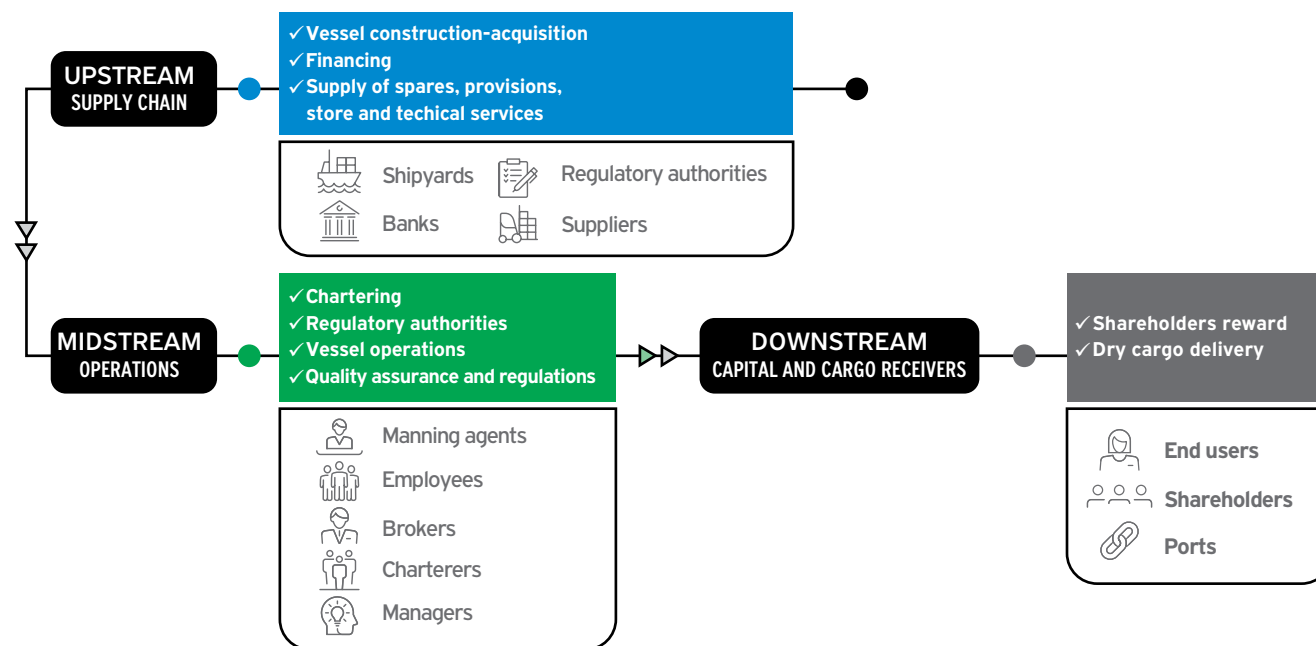 UPSTREAM
SUPPLY CHAIN
✓ Vessel construction-acquisition
✓ Financing
✓ Supply of spares, provisions,
store and techical services
Shipyards
Regulatory authorities
Banks
Suppliers
MIDSTREAM
OPERATIONS
✓ Chartering
✓ Regulatory authorities
✓ Vessel operations
✓ Quality assurance and regulations
Manning agents
Employees
Brokers
Charterers
Managers
DOWNSTREAM
CAPITAL AND CARGO RECEIVERS
✓ Shareholders reward
✓ Dry cargo delivery
End users
Shareholders
Ports